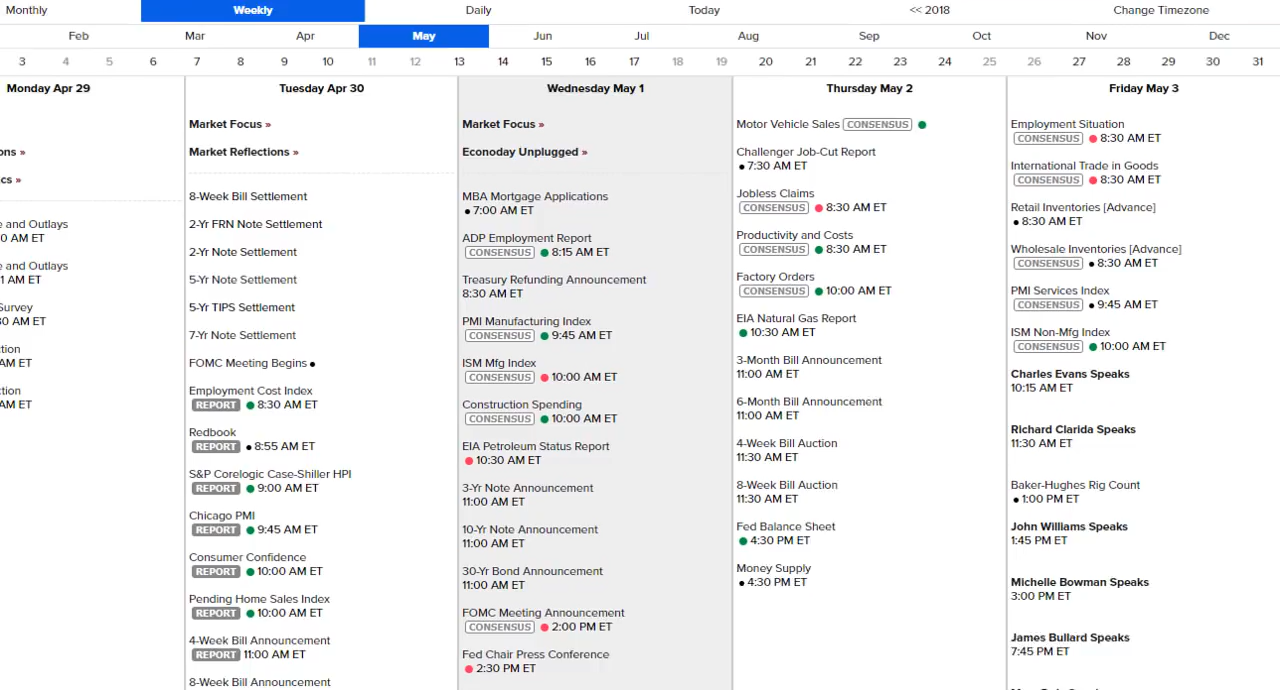 Monthly
Weekly
Daily
Today
<< 2018
Change Timezone
Feb
Mar
Apr
May
Jun
Jul
Aug
Sep
Oct
Nov
Dec
3 4 5 6 7 8 9 10 11 12 13 14 15 16 17 18 19 20 21 22 23 24 25 26 27 28 29 30 31
Monday Apr 29
ons »
cs »
e and Outlays
0 AM ET
e and Outlays
1 AM ET
Survey
30 AM ET
ction
AM ET
ction
AM ET
Tuesday Apr 30
Market Focus »
Market Reflections »
8-Week Bill Settlement
2-Yr FRN Note Settlement
2-Yr Note Settlement
5-Yr Note Settlement
5-Yr TIPS Settlement
7-Yr Note Settlement
FOMC Meeting Begins
Employment Cost Index
REPORT 8:30 AM ET
Redbook
REPORT 8:55 AM ET
S&P Corelogic Case-Shiller HPI
REPORT 9:00 AM ET
Chicago PMI
REPORT 9:45 AM ET
Consumer Confidence
REPORT 10:00 AM ET
Pending Home Sales Index
REPORT 10:00 AM ET
4-Week Bill Announcement
REPORT 11:00 AM ET
8-Week Bill Announcement
Wednesday May 1
Market Focus »
Econoday Unplugged »
MBA Mortgage Applications
7:00 AM ET
ADP Employment Report
CONSENSUS 8:15 AM ET
Treasury Refunding Announcement
8:30 AM ET
PMI Manufacturing Index
CONSENSUS 9:45 AM ET
ISM Mfg Index
CONSENSUS 10:00 AM ET
Construction Spending
CONSENSUS 10:00 AM ET
EIA Petroleum Status Report
10:30 AM ET
3-Yr Note Announcement
11:00 AM ET
10-Yr Note Announcement
11:00 AM ET
30-Yr Bond Announcement
11:00 AM ET
FOMC Meeting Announcement
CONSENSUS 2:00 PM ET
Fed Chair Press Conference
2:30 PM ET
Thursday May 2
Motor Vehicle Sales CONSENSUS
Challenger Job-Cut Report
7:30 AM ET
Jobless Claims
CONSENSUS 8:30 AM ET
Productivity and Costs
CONSENSUS 8:30 AM ET
Factory Orders
CONSENSUS 10:00 AM ET
EIA Natural Gas Report
10:30 AM ET
3-Month Bill Announcement
11:00 AM ET
6-Month Bill Announcement
11:00 AM ET
4-Week Bill Auction
11:30 AM ET
8-Week Bill Auction
11:30 AM ET
Fed Balance Sheet
4:30 PM ET
Money Supply
4:30 PM ET
Friday May 3
Employment Situation
CONSENSUS 8:30 AM ET
International Trade in Goods
CONSENSUS 8:30 AM ET
Retail Inventories [Advance]
8:30 AM ET
Wholesale Inventories [Advance]
CONSENSUS 8:30 AM ET
PMI Services Index
CONSENSUS 9:45 AM ET
ISM Non-Mfg Index
CONSENSUS 10:00 AM ET
Charles Evans Speaks
10:15 AM ET
Richard Clarida Speaks
11:30 AM ET
Baker-Hughes Rig Count
1:00 PM ET
John Williams Speaks
1:45 PM ET
Michelle Bowman Speaks
3:00 PM ET
James Bullard Speaks
7:45 PM ET